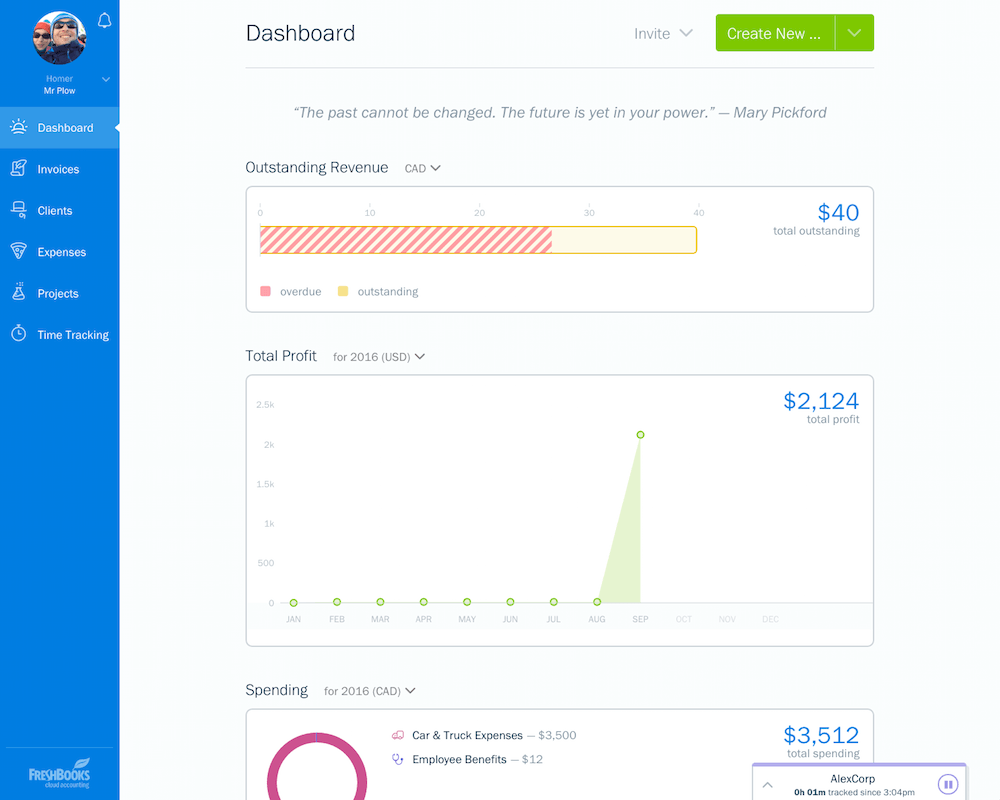 Homer
Mr Plow
Dashboard
Invoices
Clients
Expenses
Projects
Time Tracking
FRESHBOOKS
cloud accounting
Dashboard
Invite
Create New ...
“The past cannot be changed. The future is yet in your power.” — Mary Pickford
Outstanding Revenue CAD
0 10 20 30 40
$40
total outstanding
overdue outstanding
Total Profit for 2016 (USD)
$2,124
total profit
2.5k
2k
1.5k
1k
500
0
JAN FEB MAR APR MAY JUN JUL AUG SEP OCT NOV DEC
Spending for 2016 (CAD)
Car & Truck Expenses — $3,500
Employee Benefits — $12
$3,512
total spending
AlexCorp
0h 01m tracked since 3:04pm